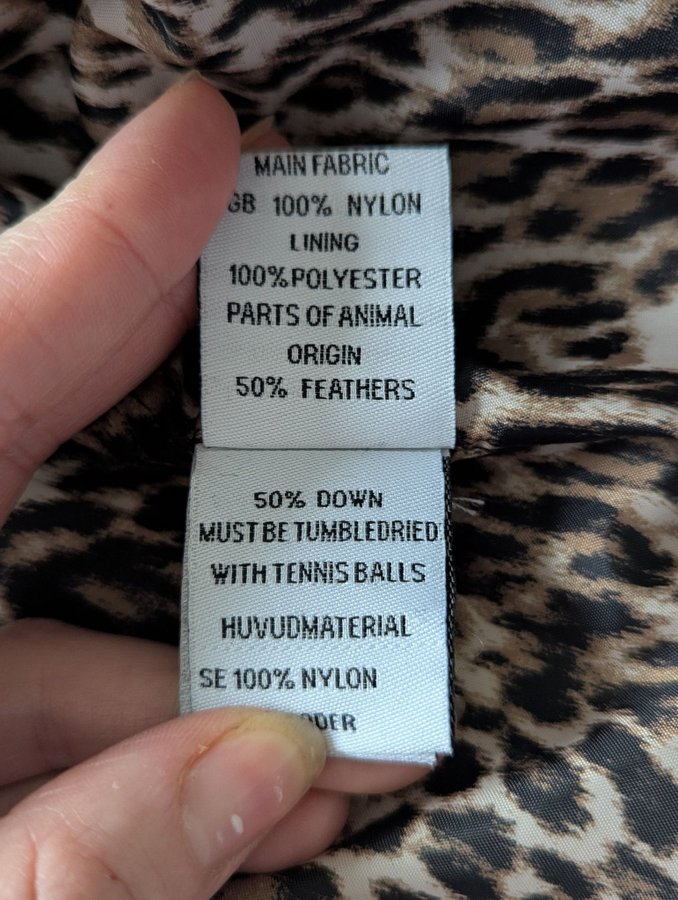 MAIN FABRIC
GB 100% NYLON
LINING
100%POLYESTER
PARTS OF ANIMAL
ORIGIN
50% FEATHERS
50% DOWN
MUST BE TUMBLEDRIED
WITH TENNIS BALLS
HUVUDMATERIAL
SE 100% NYLON